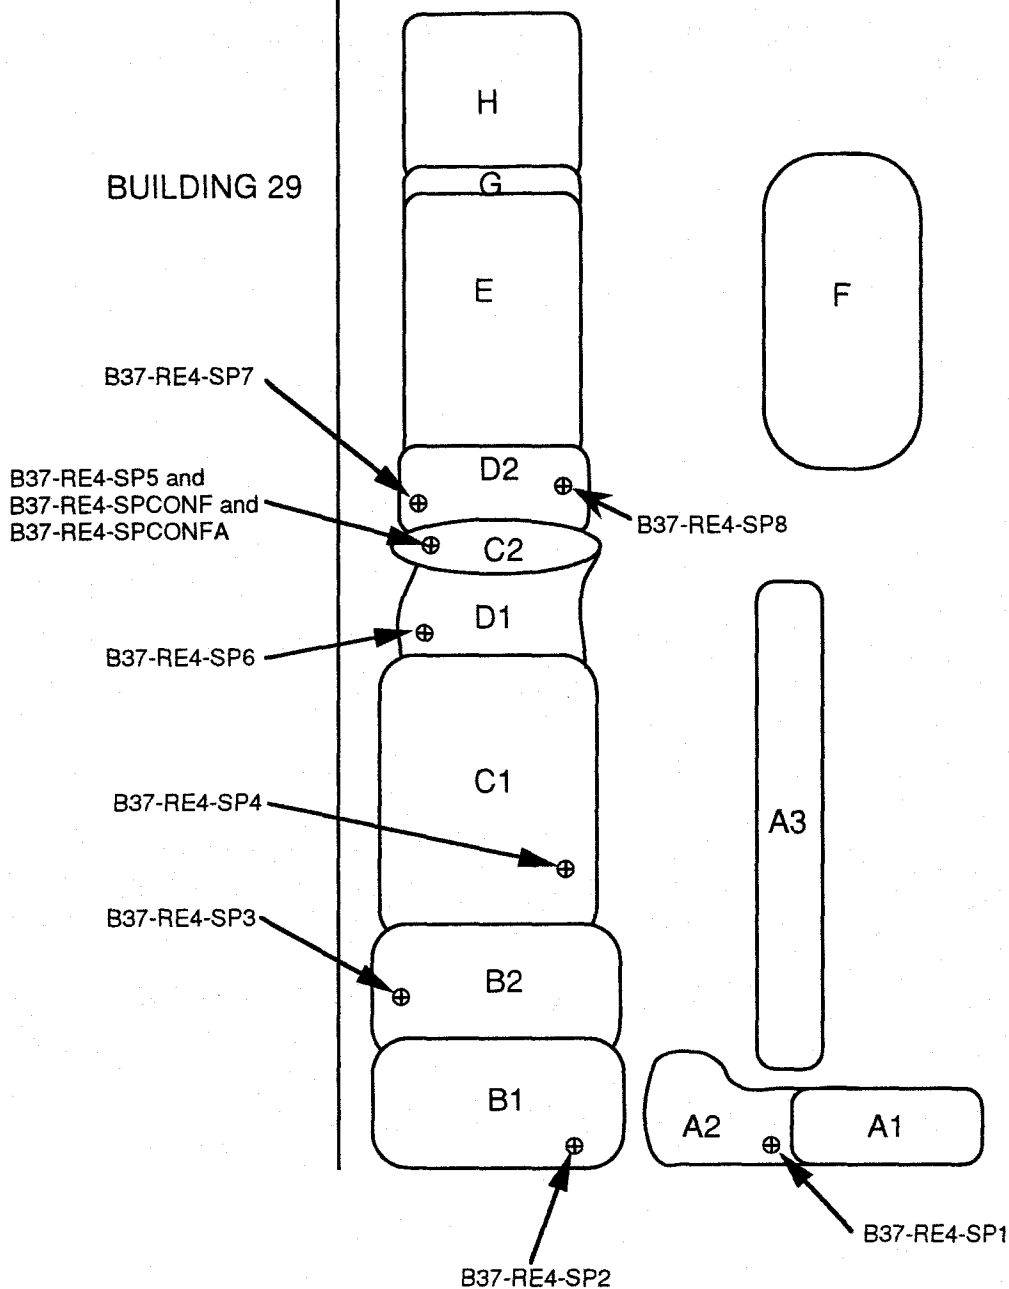 H
G
BUILDING 29
E
F
B37-RE4-SP7
D2
B37-RE4-SP5 and
B37-RE4-SPCONF and
B37-RE4-SPCONFA
B37-RE4-SP8
C2
D1
B37-RE4-SP6
C1
B37-RE4-SP4
A3
B37-RE4-SP3
B2
B1
A2
A1
B37-RE4-SP1
B37-RE4-SP2